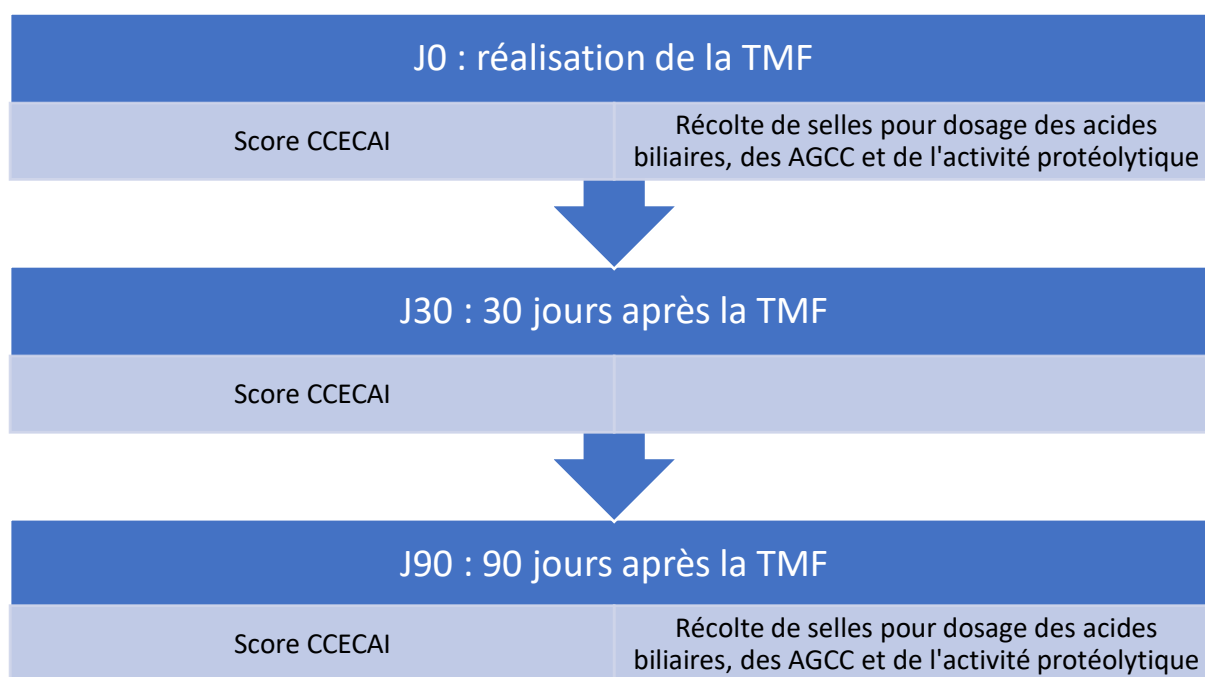 J0 : réalisation de la TMF
Score CCECAI
Récolte de selles pour dosage des acides
biliaires, des AGCC et de l'activité protéolytique
J30 : 30 jours après la TMF
Score CCECAI
J90 : 90 jours après la TMF
Score CCECAI
Récolte de selles pour dosage des acides
biliaires, des AGCC et de l'activité protéolytique